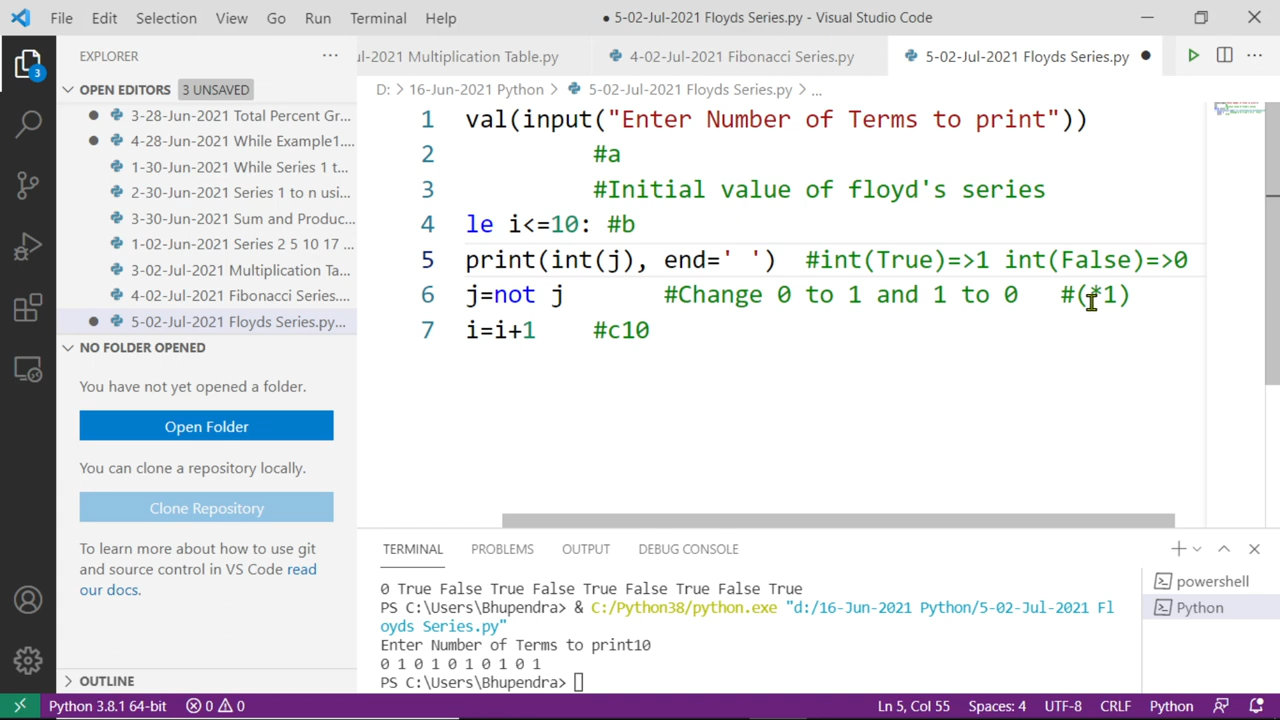 File Edit Selection View Go Run Terminal Help
● 5-02-Jul-2021 Floyds Series.py - Visual Studio Code
EXPLORER ···
OPEN EDITORS 3 UNSAVED
3
3-28-Jun-2021 Total Percent Gr...
4-28-Jun-2021 While Example1....
1-30-Jun-2021 While Series 1 t...
2-30-Jun-2021 Series 1 to n usi...
3-30-Jun-2021 Sum and Produc...
1-02-Jun-2021 Series 2 5 10 17 ...
3-02-Jul-2021 Multiplication Ta...
4-02-Jul-2021 Fibonacci Series....
5-02-Jul-2021 Floyds Series.py...
NO FOLDER OPENED
You have not yet opened a folder.
Open Folder
You can clone a repository locally.
Clone Repository
To learn more about how to use git
and source control in VS Code read
our docs.
OUTLINE
Jul-2021 Multiplication Table.py 4-02-Jul-2021 Fibonacci Series.py 5-02-Jul-2021 Floyds Series.py ●
D: > 16-Jun-2021 Python > 5-02-Jul-2021 Floyds Series.py > ...
1 val(input("Enter Number of Terms to print"))
2 #a
3 #Initial value of floyd's series
4 le i<=10: #b
5 print(int(j), end=' ') #int(True)=>1 int(False)=>0
6 j=not j #Change 0 to 1 and 1 to 0 #(*1)
7 i=i+1 #c10
TERMINAL PROBLEMS OUTPUT DEBUG CONSOLE
0 True False True False True False True False True
PS C:\Users\Bhupendra> & C:/Python38/python.exe "d:/16-Jun-2021 Python/5-02-Jul-2021 Fl
oyds Series.py"
Enter Number of Terms to print10
0 1 0 1 0 1 0 1 0 1
PS C:\Users\Bhupendra>
powershell
Python
Python 3.8.1 64-bit 0 0 Ln 5, Col 55 Spaces: 4 UTF-8 CRLF Python